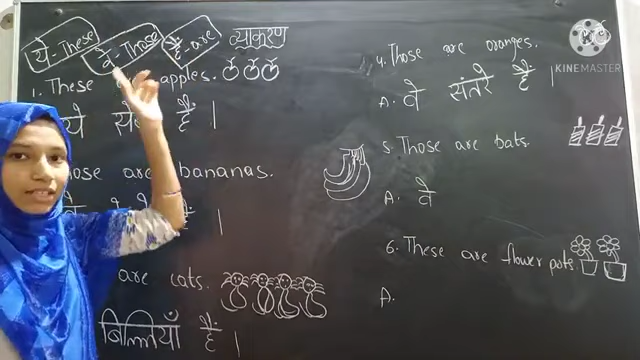 ये - These
वे - Those
हैं - are
व्याकरण
1. These apples.
ये हैं ।
are bananas.
are cats.
बिल्लियाँ हैं ।
4. Those are oranges.
A. वे संतरे हैं ।
5. Those are bats.
A. वे
6. These are flower pots.
A.
KINEMASTER